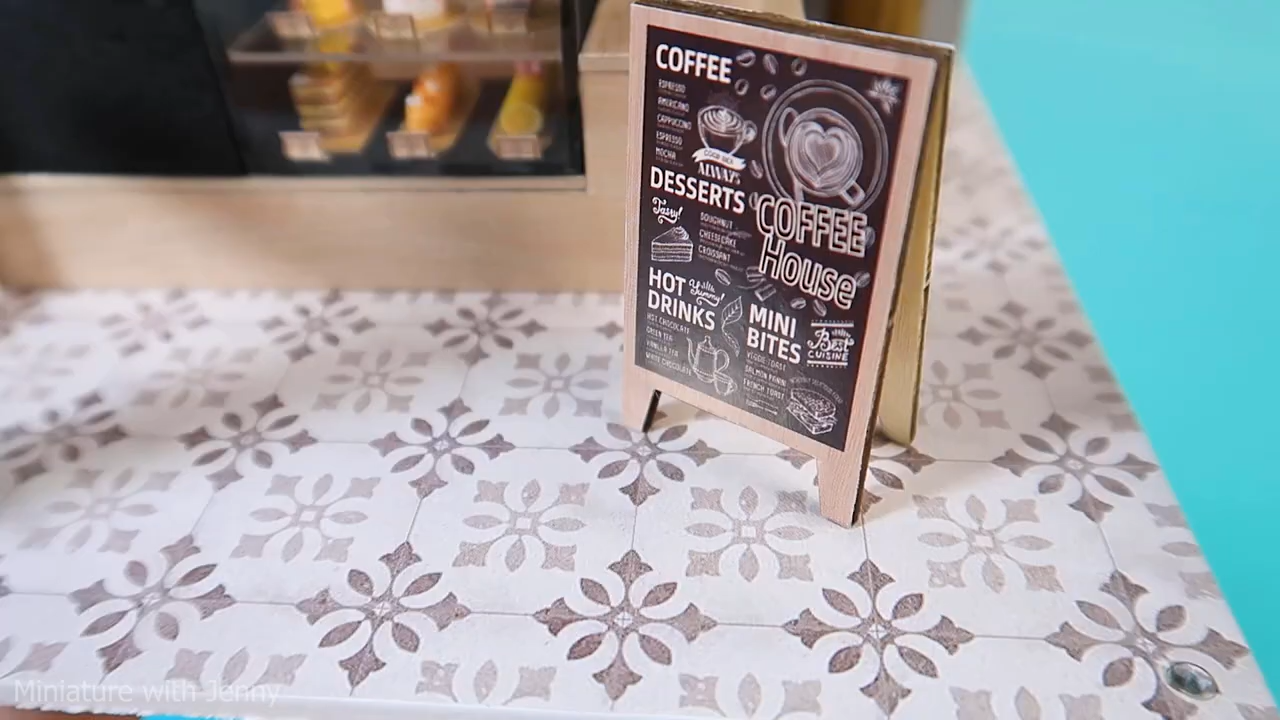 COFFEE
ESPRESSO
AMERICANO
CAPPUCCINO
ESPRESSO
MOCHA
ALWAYS
DESSERTS
Tasty!
DOUGHNUT
CHEESECAKE
CROISSANT
COFFEE
House
HOT
DRINKS
Yummy!
HOT CHOCOLATE
GREEN TEA
VANILLA TEA
WHITE CHOCOLATE
MINI
BITES
VEGGIE TOAST
SALMON PANINI
FRENCH TOAST
Best
CUISINE
Miniature with Jenny